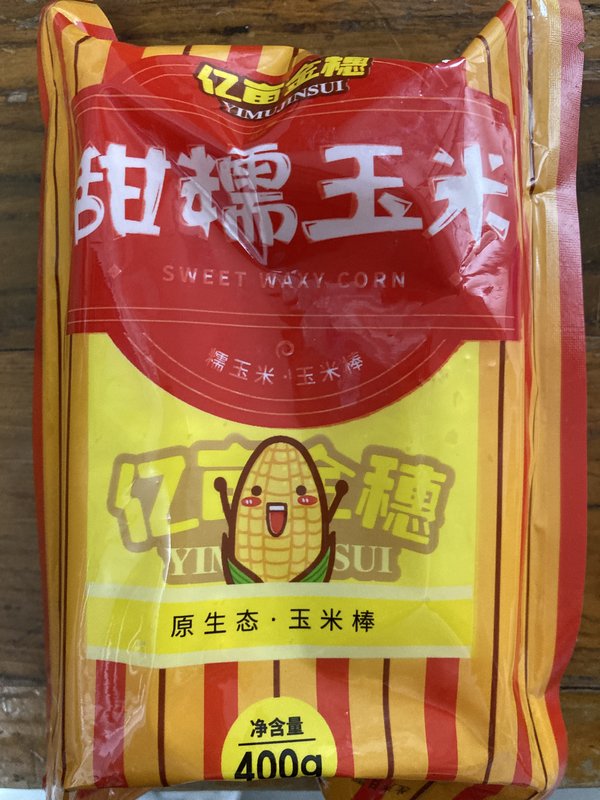 亿亩金穗
YIMUJINSUI
甜糯玉米
SWEET WAXY CORN
糯玉米·玉米棒
亿亩金穗
YIMUJINSUI
原生态·玉米棒
净含量
400g